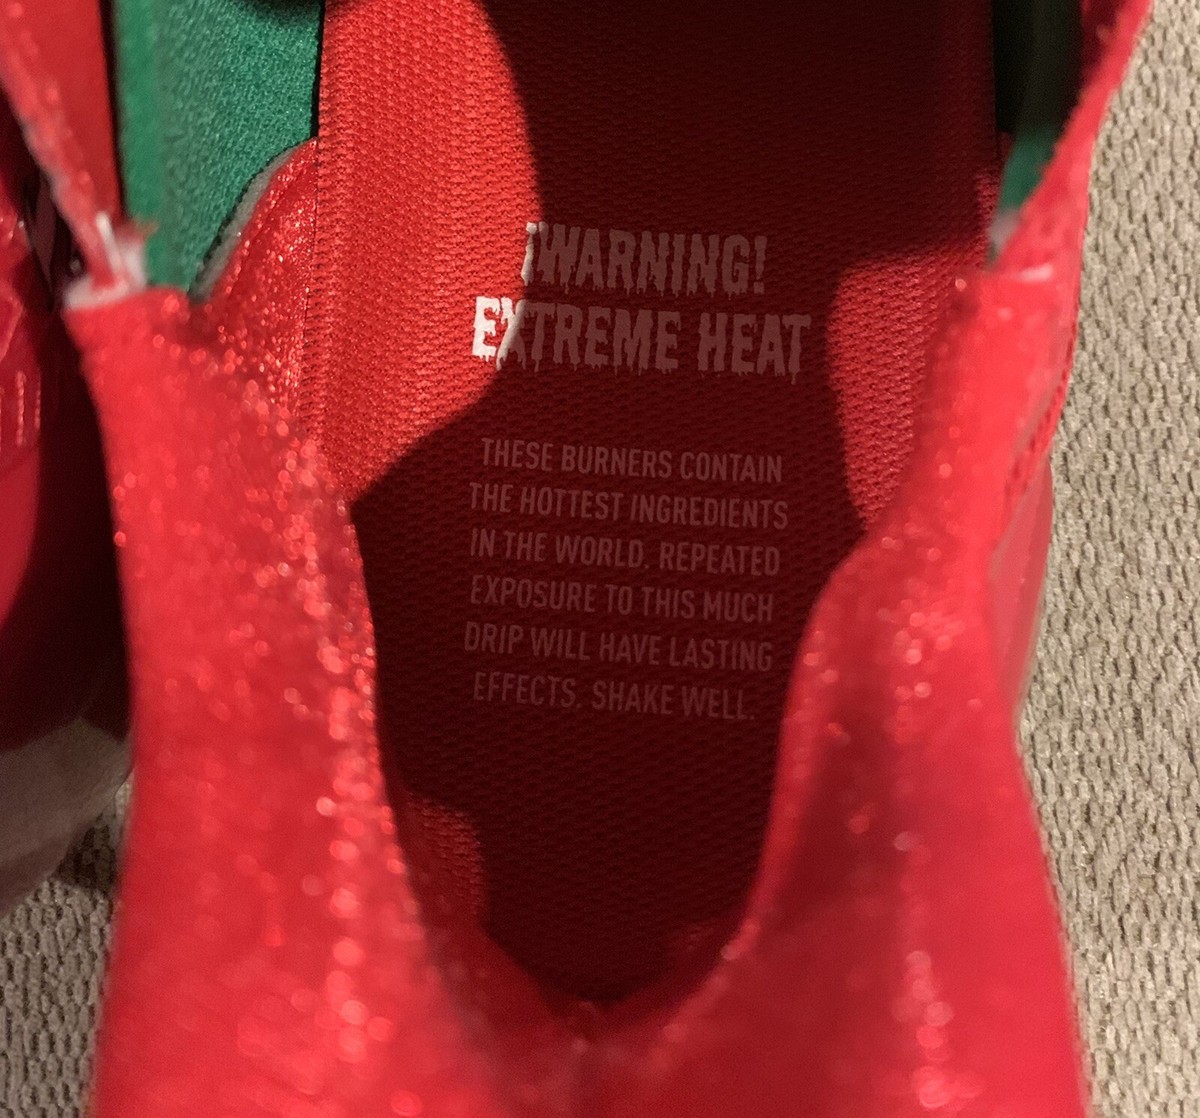 !WARNING!
EXTREME HEAT
THESE BURNERS CONTAIN
THE HOTTEST INGREDIENTS
IN THE WORLD. REPEATED
EXPOSURE TO THIS MUCH
DRIP WILL HAVE LASTING
EFFECTS. SHAKE WELL.